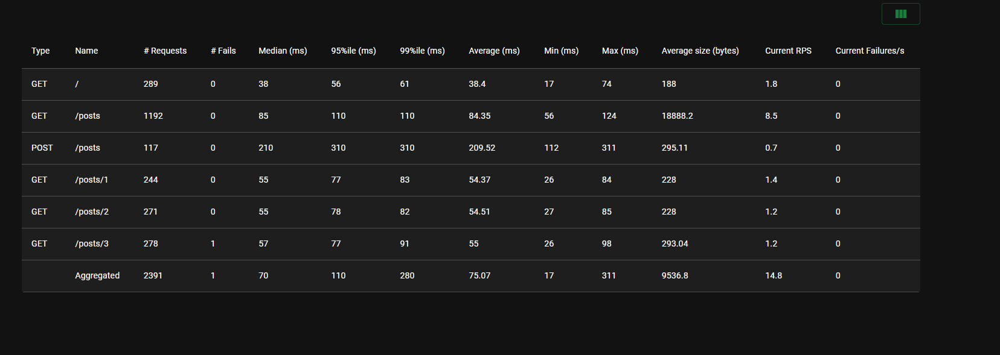 Type Name # Requests # Fails Median (ms) 95%ile (ms) 99%ile (ms) Average (ms) Min (ms) Max (ms) Average size (bytes) Current RPS Current Failures/s
GET / 289 0 38 56 61 38.4 17 74 188 1.8 0
GET /posts 1192 0 85 110 110 84.35 56 124 18888.2 8.5 0
POST /posts 117 0 210 310 310 209.52 112 311 295.11 0.7 0
GET /posts/1 244 0 55 77 83 54.37 26 84 228 1.4 0
GET /posts/2 271 0 55 78 82 54.51 27 85 228 1.2 0
GET /posts/3 278 1 57 77 91 55 26 98 293.04 1.2 0
Aggregated 2391 1 70 110 280 75.07 17 311 9536.8 14.8 0